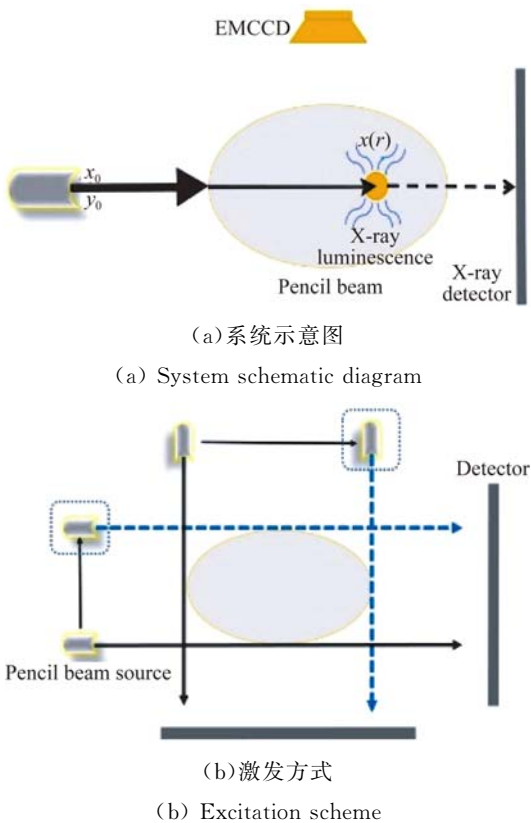 EMCCD
x(r)
x₀
y₀
X-ray
luminescence
Pencil beam
X-ray
detector
(a)系统示意图
(a) System schematic diagram
Detector
Pencil beam source
(b)激发方式
(b) Excitation scheme